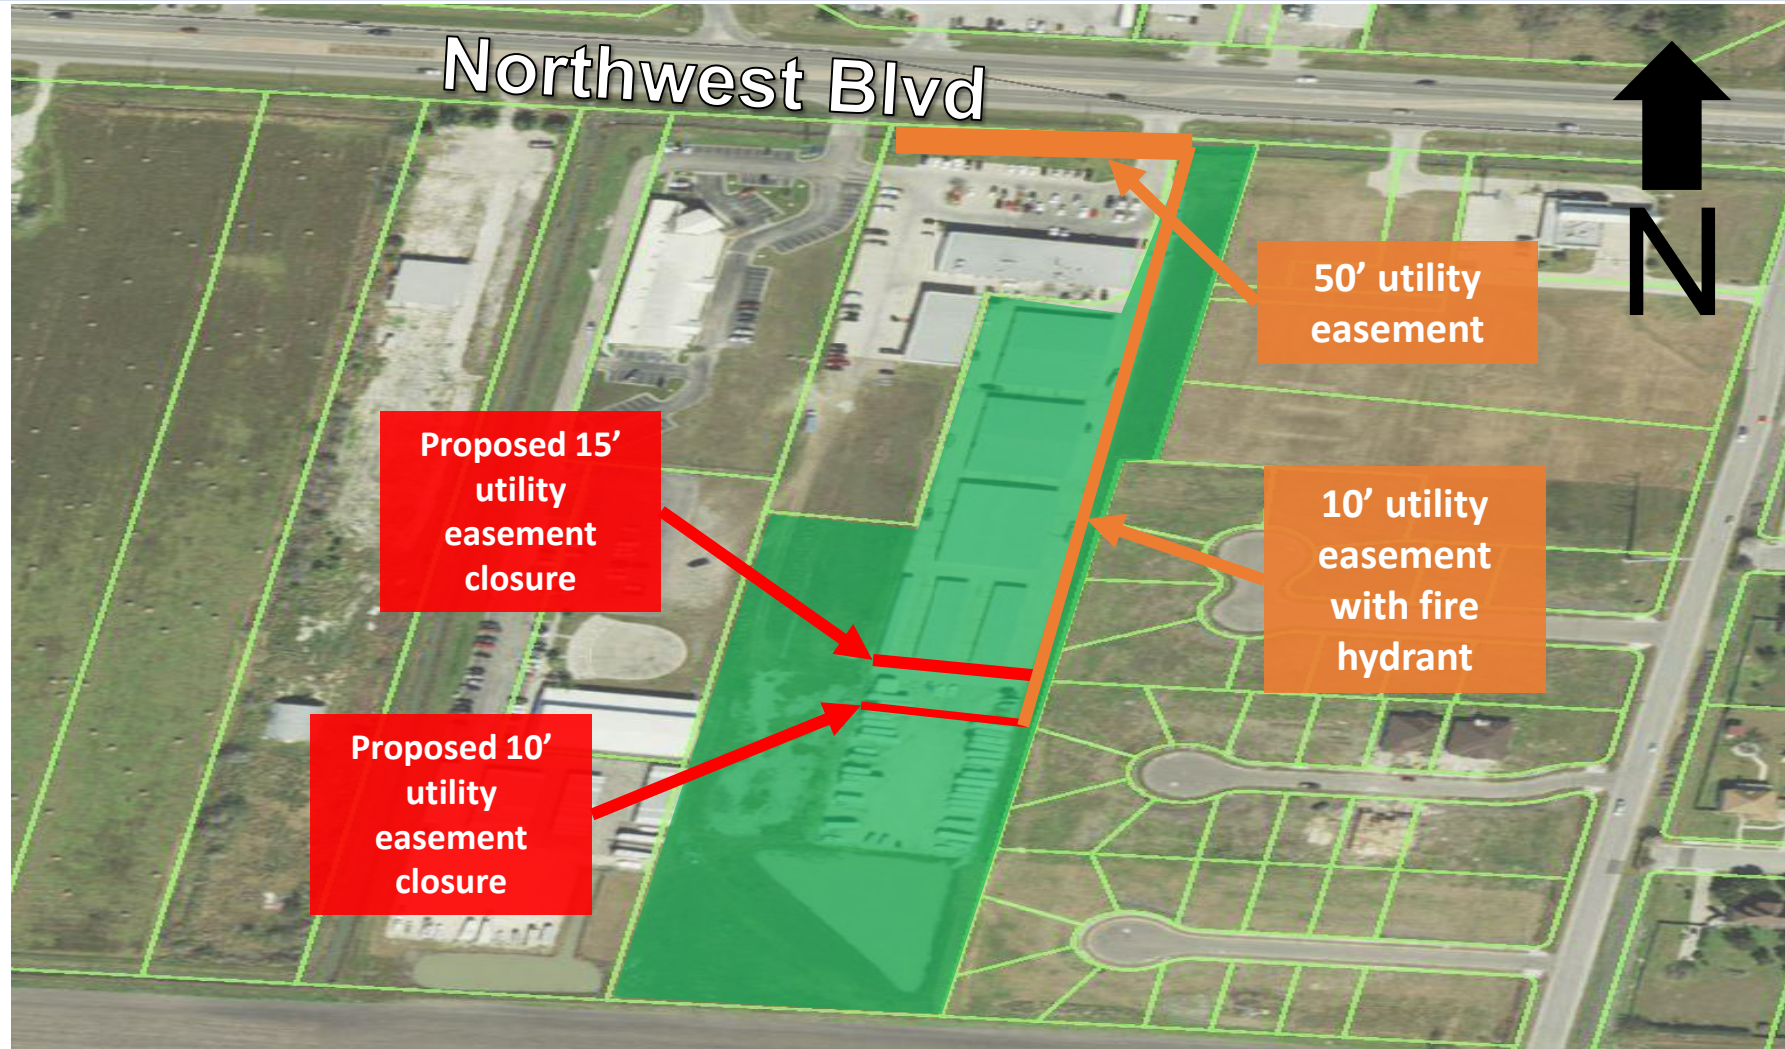 Northwest Blvd
N
50’ utility
easement
Proposed 15’
utility
easement
closure
10’ utility
easement
with fire
hydrant
Proposed 10’
utility
easement
closure